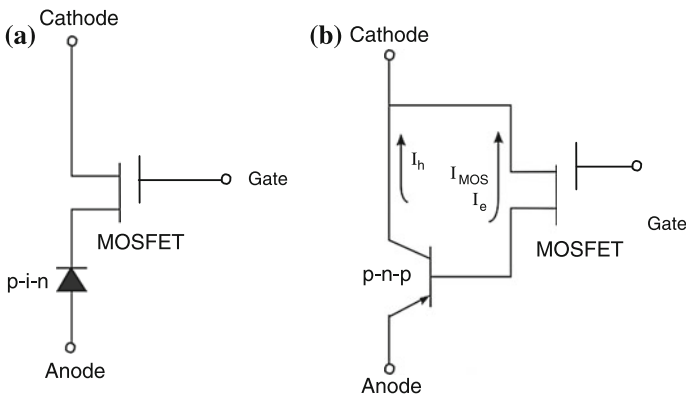 (a)
Cathode
Gate
MOSFET
p-i-n
Anode
(b)
Cathode
I_h
I_MOS
I_e
Gate
MOSFET
p-n-p
Anode